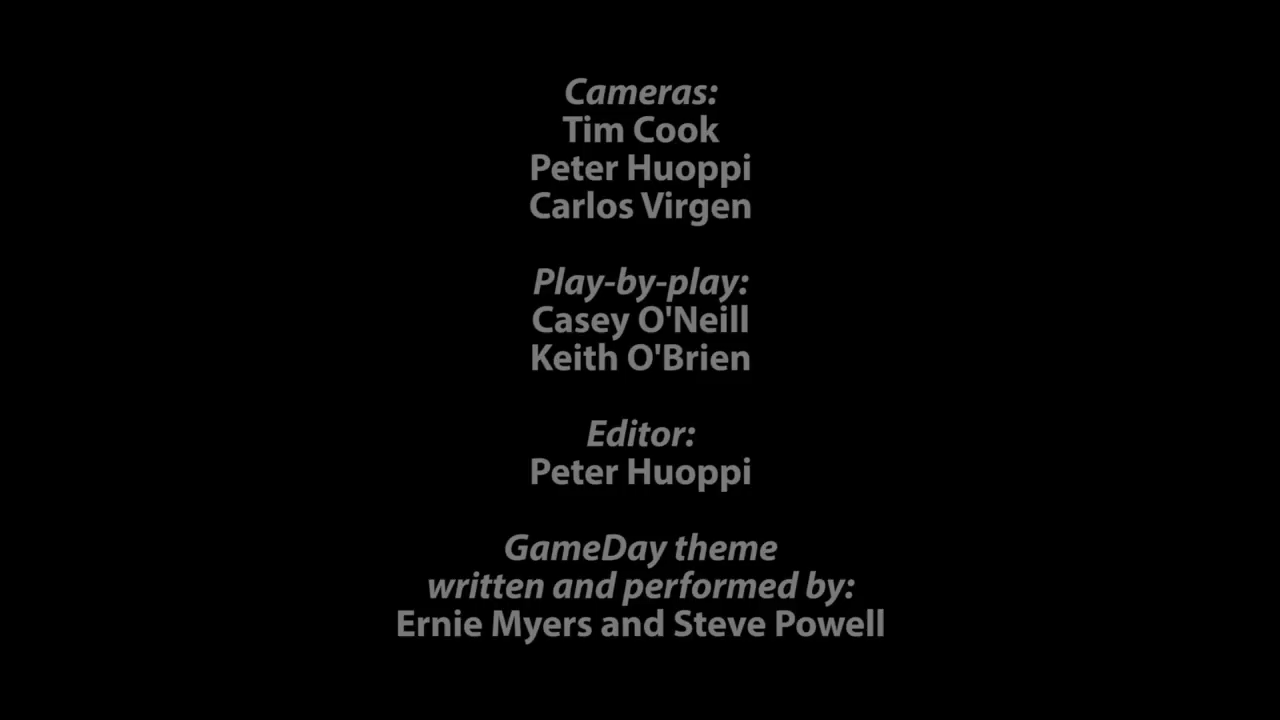 Cameras:
Tim Cook
Peter Huoppi
Carlos Virgen
Play-by-play:
Casey O'Neill
Keith O'Brien
Editor:
Peter Huoppi
GameDay theme
written and performed by:
Ernie Myers and Steve Powell